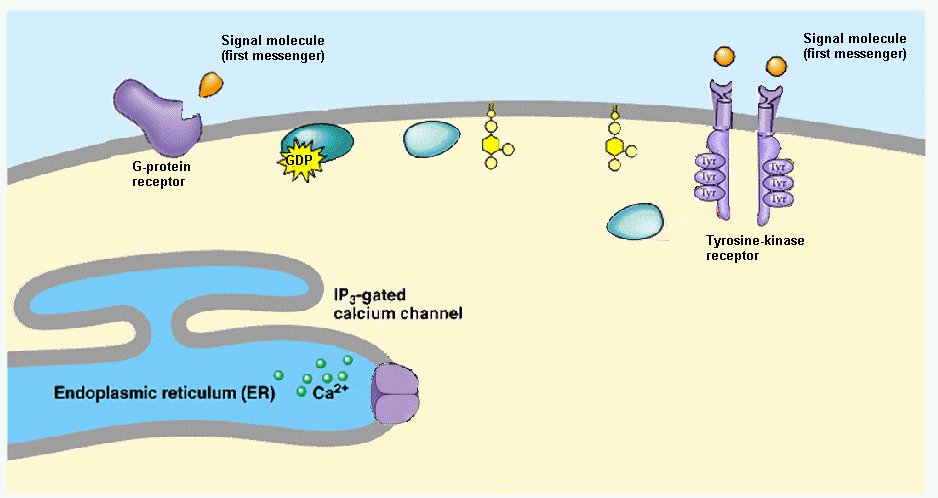 Signal molecule
(first messenger)
Signal molecule
(first messenger)
G-protein
receptor
GDP
Tyr
Tyr
Tyr
Tyr
Tyr
Tyr
Tyrosine-kinase
receptor
IP3-gated
calcium channel
Endoplasmic reticulum (ER)
Ca2+